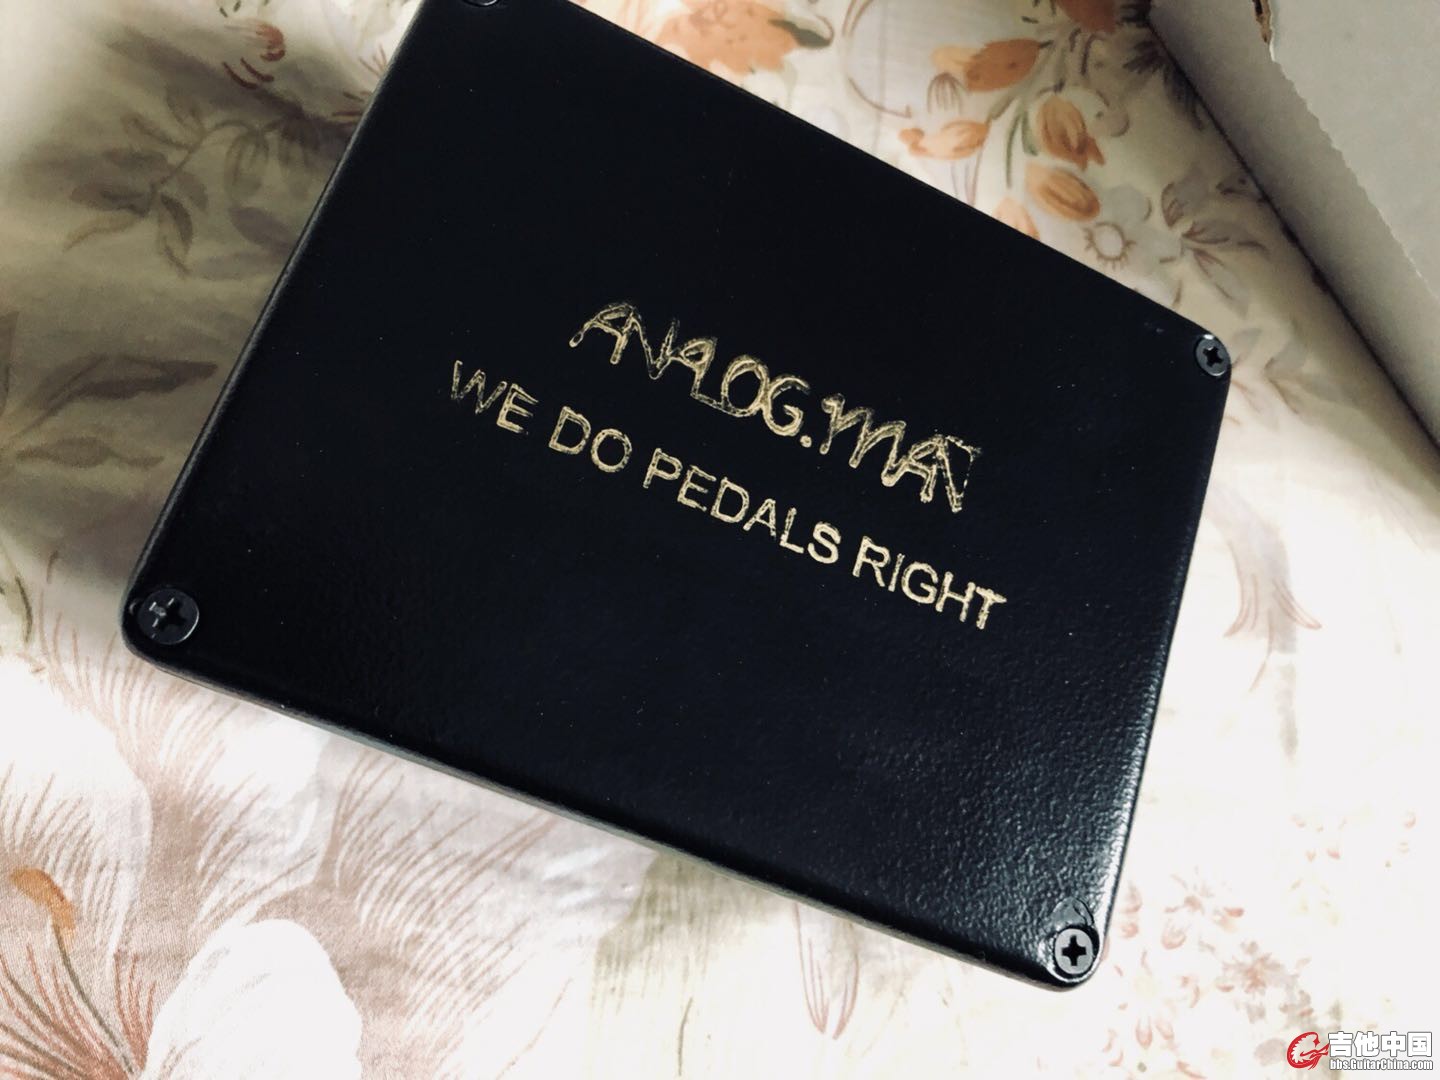 ANALOG.MAN
WE DO PEDALS RIGHT
吉他中国
bbs.GuitarChina.com